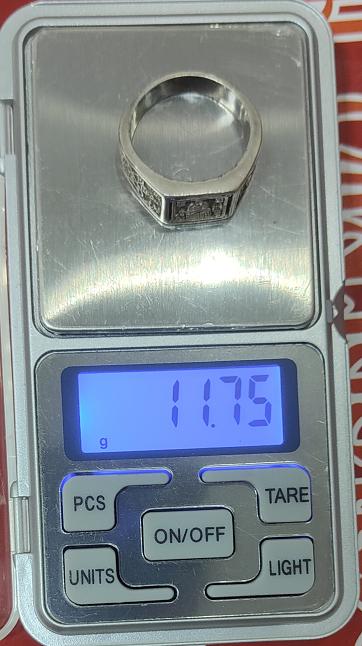 11.75
g
PCS
TARE
ON/OFF
UNITS
LIGHT